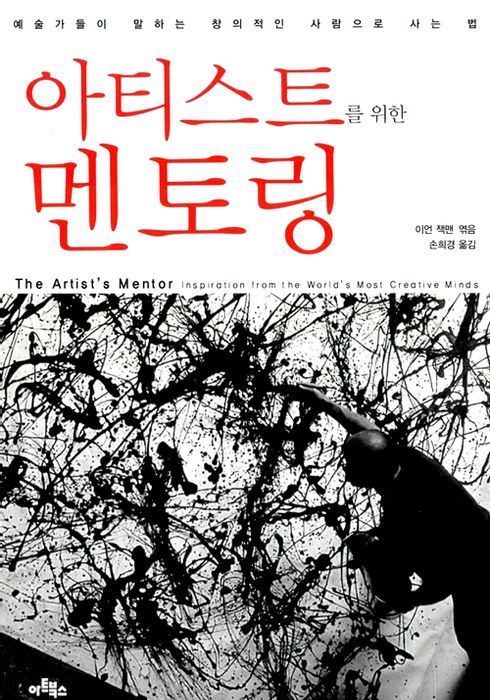 예술가들이 말하는 창의적인 사람으로 사는 법
아티스트를 위한
멘토링
이언 잭맨 엮음
손희경 옮김
The Artist's Mentor Inspiration from the World's Most Creative Minds
아트북스